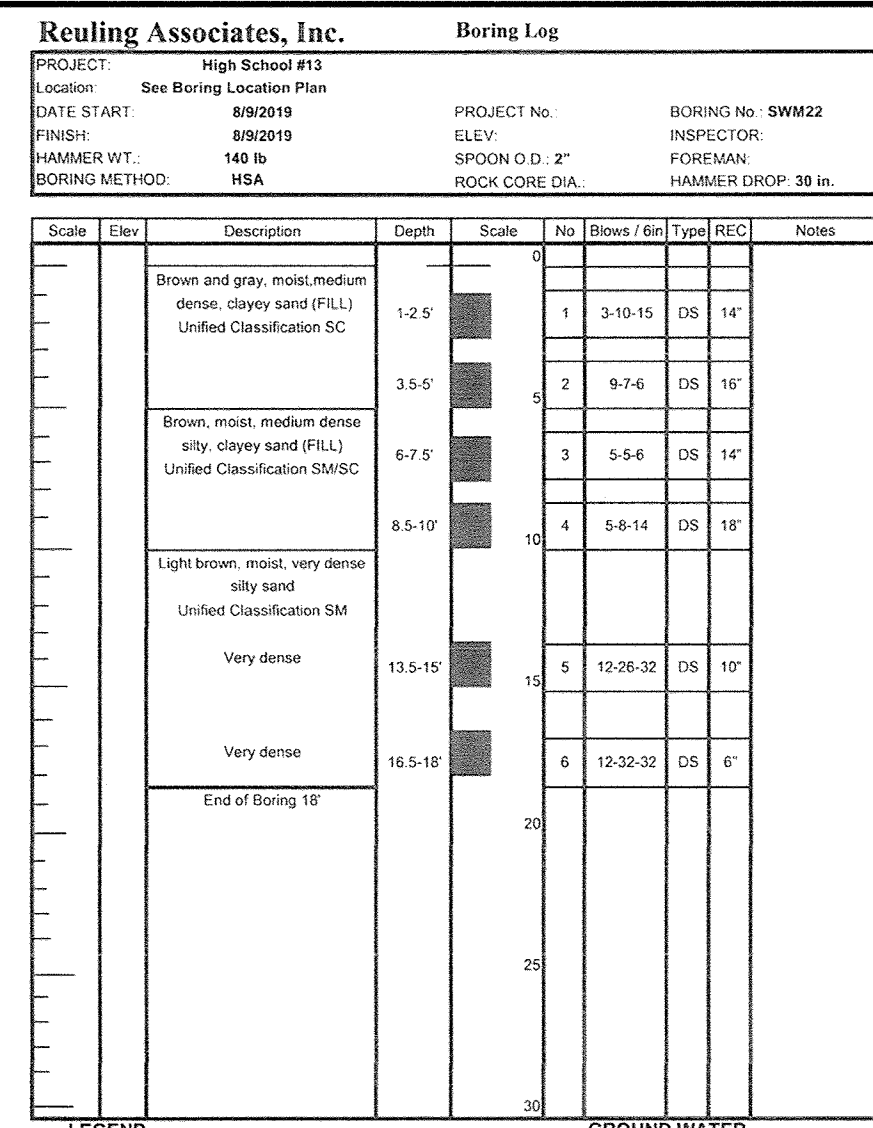 Reuling Associates, Inc. Boring Log
PROJECT: High School #13
Location: See Boring Location Plan
DATE START: 8/9/2019 PROJECT No.: BORING No.: SWM22
FINISH: 8/9/2019 ELEV: INSPECTOR:
HAMMER WT.: 140 lb SPOON O.D.: 2" FOREMAN:
BORING METHOD: HSA ROCK CORE DIA.: HAMMER DROP: 30 in.
Scale Elev Description Depth Scale No Blows / 6in Type REC Notes
0
Brown and gray, moist,medium
dense, clayey sand (FILL)
1-2.5' 1 3-10-15 DS 14"
Unified Classification SC
3.5-5' 2 9-7-6 DS 16"
5
Brown, moist, medium dense
silty, clayey sand (FILL)
6-7.5' 3 5-5-6 DS 14"
Unified Classification SM/SC
8.5-10' 4 5-8-14 DS 18"
10
Light brown, moist, very dense
silty sand
Unified Classification SM
Very dense
13.5-15' 5 12-26-32 DS 10"
15
Very dense
16.5-18' 6 12-32-32 DS 6"
End of Boring 18'
20
25
30
LEGEND GROUND WATER